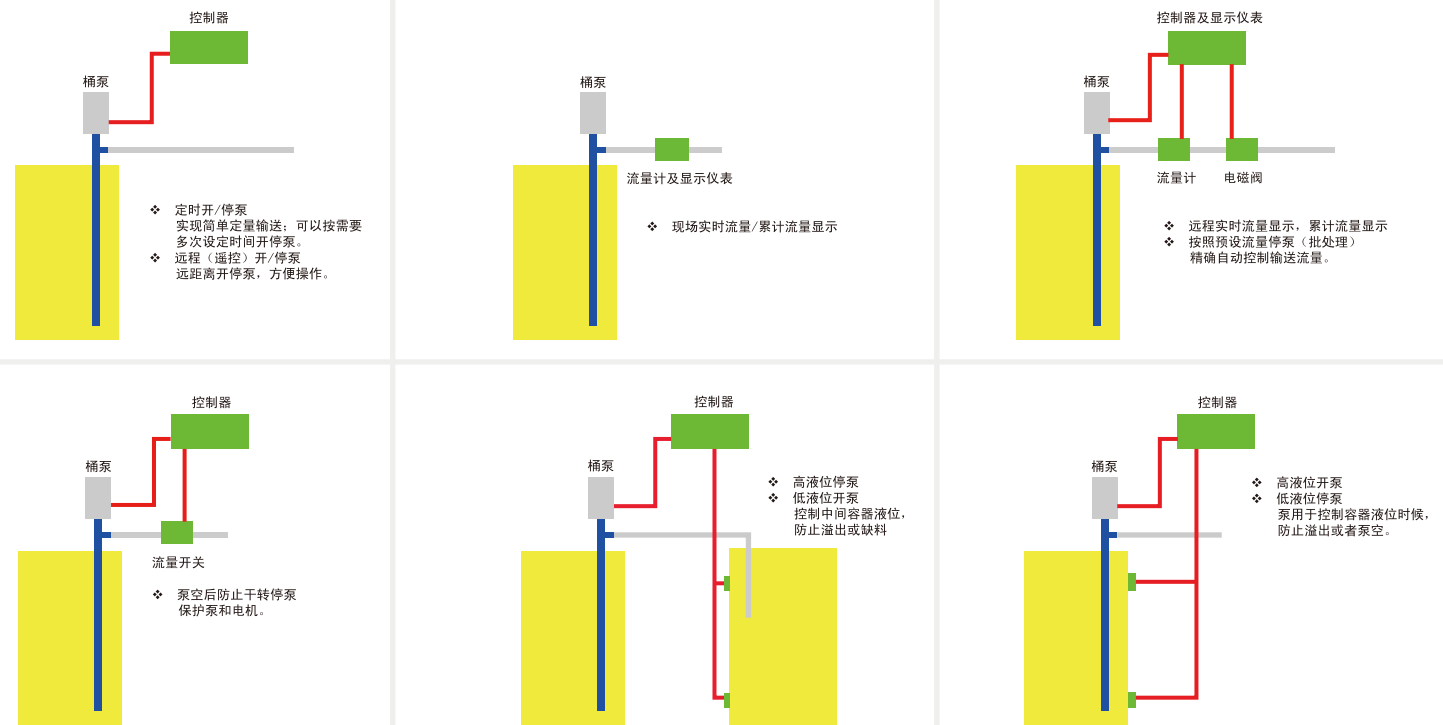 控制器
桶泵
❖ 定时开/停泵
实现简单定量输送；可以按需要
多次设定时间开停泵。
❖ 远程（遥控）开/停泵
远距离开停泵，方便操作。
桶泵
流量计及显示仪表
❖ 现场实时流量/累计流量显示
控制器及显示仪表
桶泵
流量计 电磁阀
❖ 远程实时流量显示，累计流量显示
❖ 按照预设流量停泵（批处理）
精确自动控制输送流量。
控制器
桶泵
流量开关
❖ 泵空后防止干转停泵
保护泵和电机。
控制器
桶泵
❖ 高液位停泵
❖ 低液位开泵
控制中间容器液位，
防止溢出或缺料
控制器
桶泵
❖ 高液位开泵
❖ 低液位停泵
泵用于控制容器液位时候，
防止溢出或者泵空。